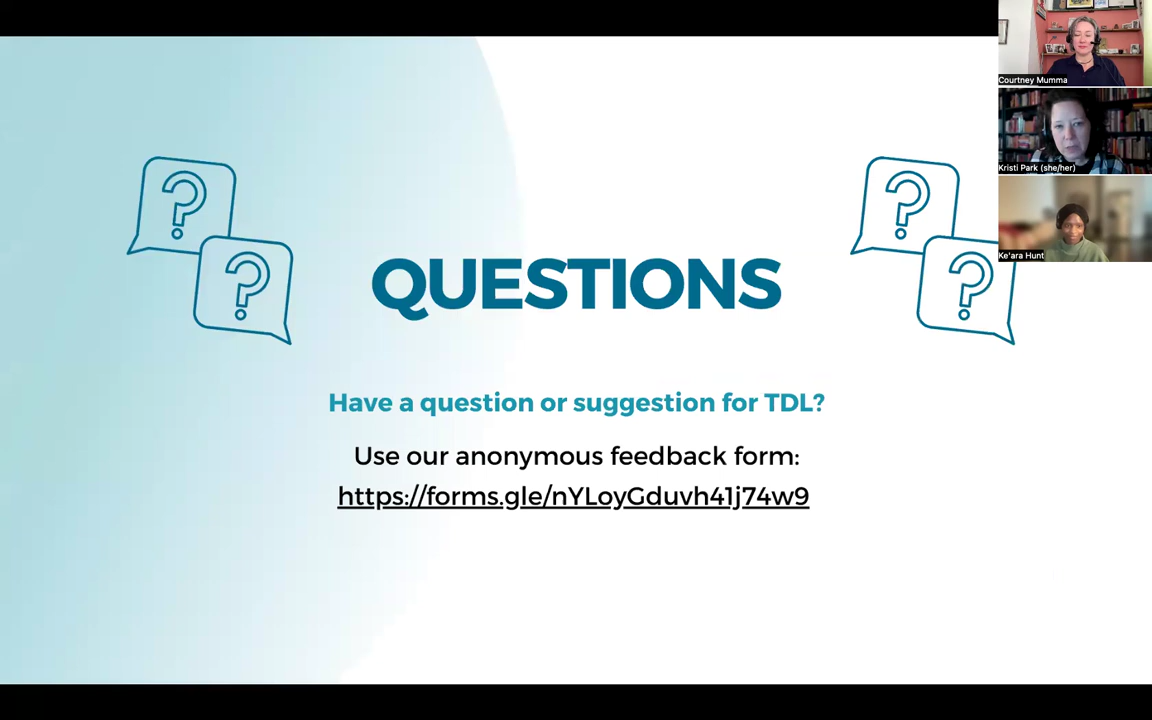 Courtney Mumma
Kristi Park (she/her)
Ke'ara Hunt
? ?
? ?
QUESTIONS
Have a question or suggestion for TDL?
Use our anonymous feedback form:
https://forms.gle/nYLoyGduvh41j74w9